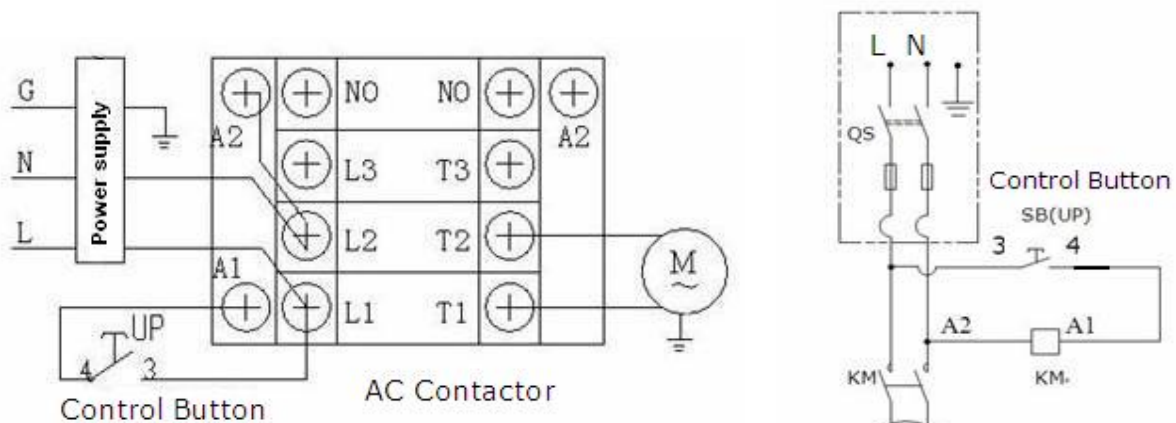 G
N
L
Power supply
A2
NO NO
A2
L3 T3
L2 T2
A1
L1 T1
M
UP
4 3
Control Button
AC Contactor
L N
QS
Control Button
SB(UP)
3 4
A2 A1
KM KM